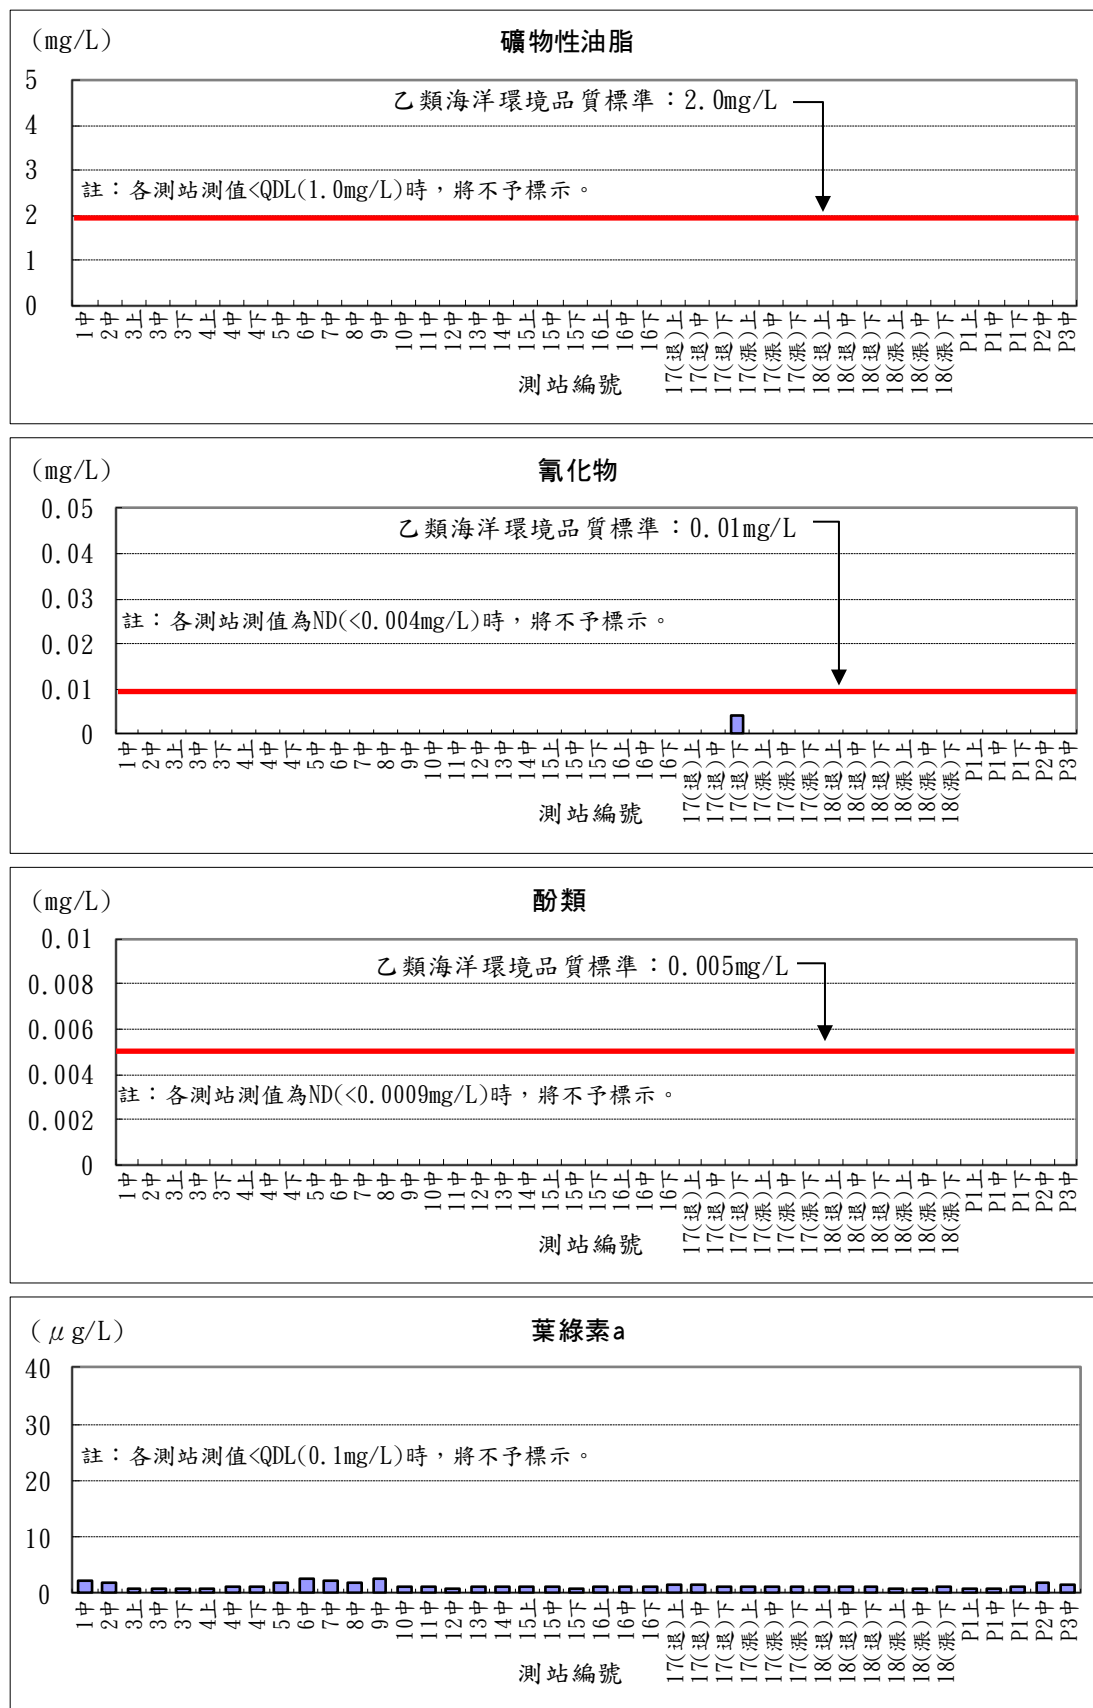 (mg/L)
礦物性油脂
5
4
3
2
1
0
乙類海洋環境品質標準：2.0mg/L
註：各測站測值<QDL(1.0mg/L)時，將不予標示。
1中 2中 3上 3中 3下 4上 4中 4下 5中 6中 7中 8中 9中 10中 11中 12中 13中 14中 15上 15中 15下 16上 16中 16下 17(退)上 17(退)中 17(退)下 17(漲)上 17(漲)中 17(漲)下 18(退)上 18(退)中 18(退)下 18(漲)上 18(漲)中 18(漲)下 P1上 P1中 P1下 P2中 P3中
測站編號
(mg/L)
氰化物
0.05
0.04
0.03
0.02
0.01
0
乙類海洋環境品質標準：0.01mg/L
註：各測站測值為ND(<0.004mg/L)時，將不予標示。
1中 2中 3上 3中 3下 4上 4中 4下 5中 6中 7中 8中 9中 10中 11中 12中 13中 14中 15上 15中 15下 16上 16中 16下 17(退)上 17(退)中 17(退)下 17(漲)上 17(漲)中 17(漲)下 18(退)上 18(退)中 18(退)下 18(漲)上 18(漲)中 18(漲)下 P1上 P1中 P1下 P2中 P3中
測站編號
(mg/L)
酚類
0.01
0.008
0.006
0.004
0.002
0
乙類海洋環境品質標準：0.005mg/L
註：各測站測值為ND(<0.0009mg/L)時，將不予標示。
1中 2中 3上 3中 3下 4上 4中 4下 5中 6中 7中 8中 9中 10中 11中 12中 13中 14中 15上 15中 15下 16上 16中 16下 17(退)上 17(退)中 17(退)下 17(漲)上 17(漲)中 17(漲)下 18(退)上 18(退)中 18(退)下 18(漲)上 18(漲)中 18(漲)下 P1上 P1中 P1下 P2中 P3中
測站編號
(μg/L)
葉綠素a
40
30
20
10
0
註：各測站測值<QDL(0.1mg/L)時，將不予標示。
1中 2中 3上 3中 3下 4上 4中 4下 5中 6中 7中 8中 9中 10中 11中 12中 13中 14中 15上 15中 15下 16上 16中 16下 17(退)上 17(退)中 17(退)下 17(漲)上 17(漲)中 17(漲)下 18(退)上 18(退)中 18(退)下 18(漲)上 18(漲)中 18(漲)下 P1上 P1中 P1下 P2中 P3中
測站編號